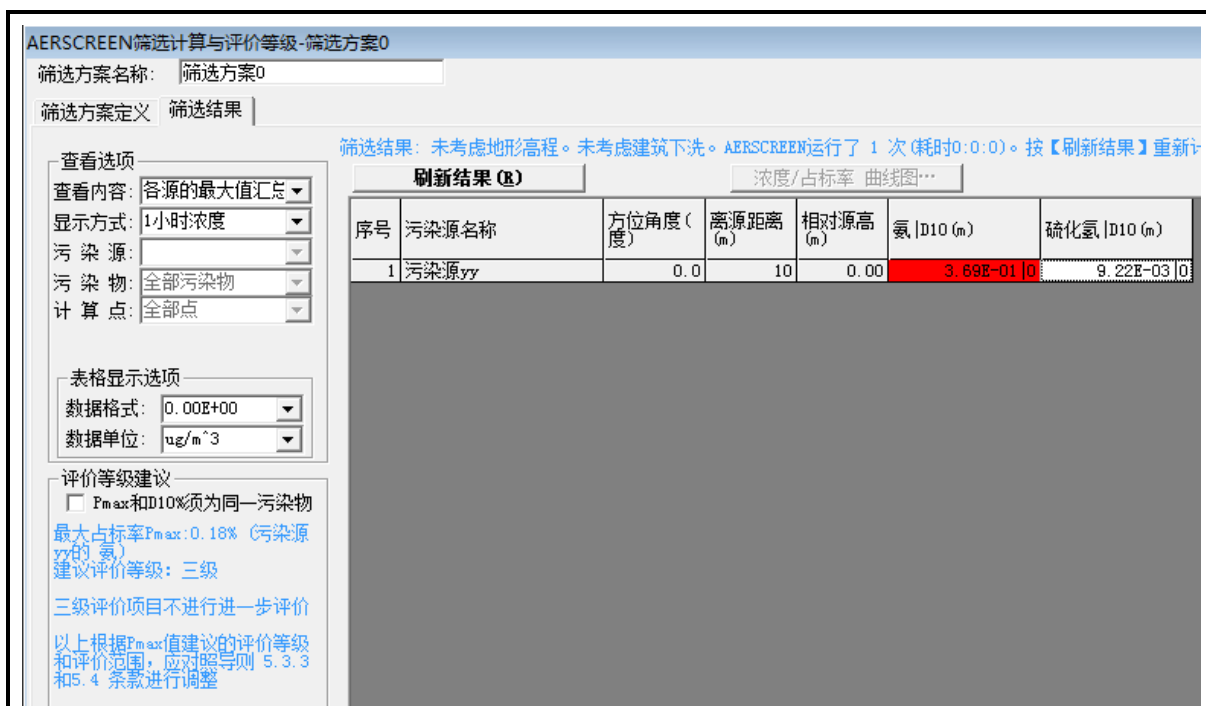 AERSCREEN筛选计算与评价等级-筛选方案0
筛选方案名称: 筛选方案0
筛选方案定义 筛选结果
筛选结果: 未考虑地形高程。未考虑建筑下洗。AERSCREEN运行了 1 次(耗时0:0:0)。按【刷新结果】重新
查看选项
查看内容: 各源的最大值汇总
显示方式: 1小时浓度
污 染 源:
污 染 物: 全部污染物
计 算 点: 全部点
表格显示选项
数据格式: 0.00E+00
数据单位: ug/m^3
评价等级建议
Pmax和D10%须为同一污染物
最大占标率Pmax:0.18% (污染源
yy的 氨)
建议评价等级: 三级
三级评价项目不进行进一步评价
以上根据Pmax值建议的评价等级
和评价范围,应对照导则 5.3.3
和5.4 条款进行调整
刷新结果(R) 浓度/占标率 曲线图…
序号 污染源名称 方位角度(度) 离源距离(m) 相对源高(m) 氨|D10(m) 硫化氢|D10(m)
1 污染源yy 0.0 10 0.00 3.69E-01|0 9.22E-03|0